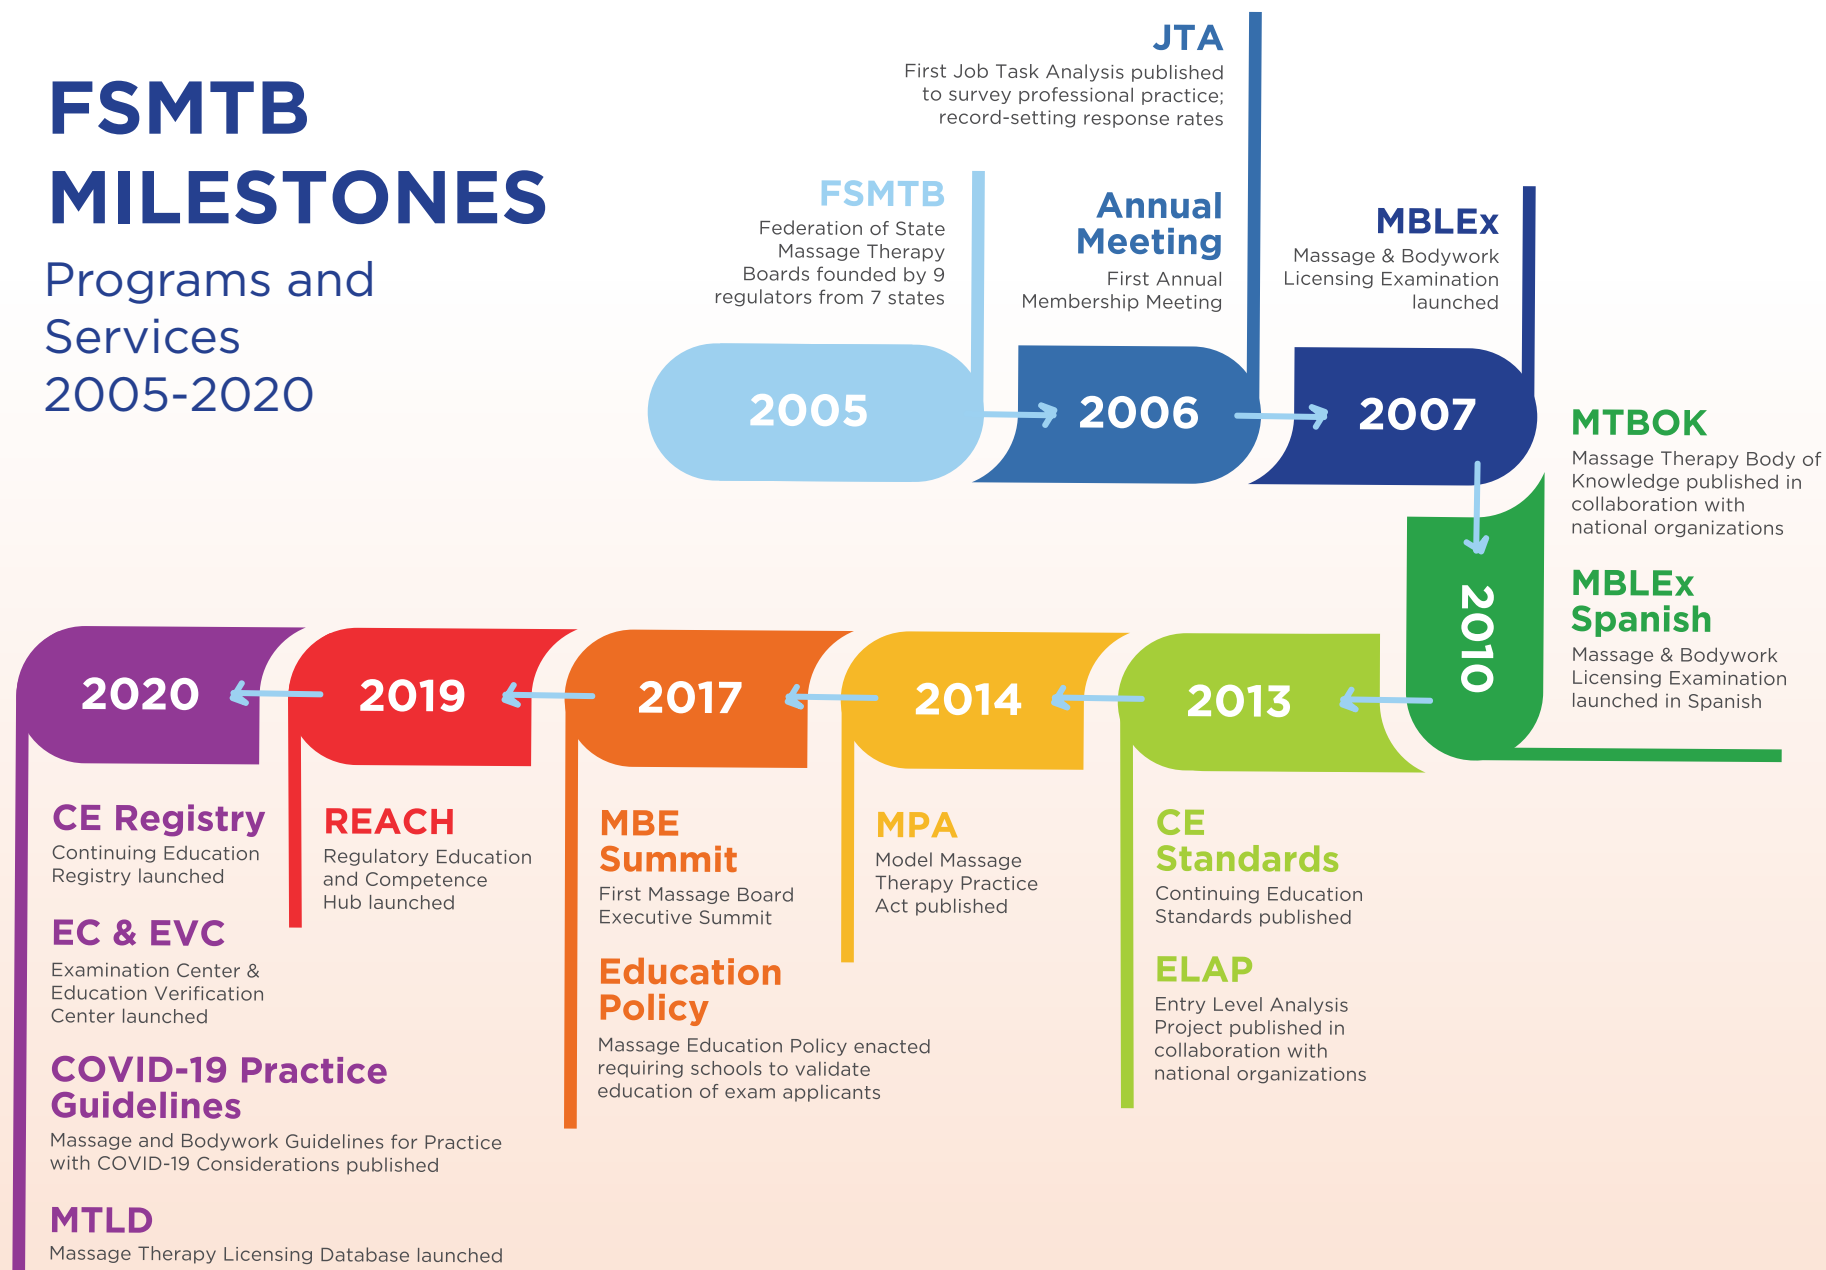 FSMTB
MILESTONES
Programs and
Services
2005-2020
FSMTB
Federation of State
Massage Therapy
Boards founded by 9
regulators from 7 states
2005
JTA
First Job Task Analysis published
to survey professional practice;
record-setting response rates
Annual
Meeting
First Annual
Membership Meeting
2006
MBLEx
Massage & Bodywork
Licensing Examination
launched
2007
MTBOK
Massage Therapy Body of
Knowledge published in
collaboration with
national organizations
MBLEx
Spanish
Massage & Bodywork
Licensing Examination
launched in Spanish
2010
2013
CE
Standards
Continuing Education
Standards published
ELAP
Entry Level Analysis
Project published in
collaboration with
national organizations
2014
MPA
Model Massage
Therapy Practice
Act published
2017
MBE
Summit
First Massage Board
Executive Summit
Education
Policy
Massage Education Policy enacted
requiring schools to validate
education of exam applicants
2019
REACH
Regulatory Education
and Competence
Hub launched
2020
CE Registry
Continuing Education
Registry launched
EC & EVC
Examination Center &
Education Verification
Center launched
COVID-19 Practice
Guidelines
Massage and Bodywork Guidelines for Practice
with COVID-19 Considerations published
MTLD
Massage Therapy Licensing Database launched